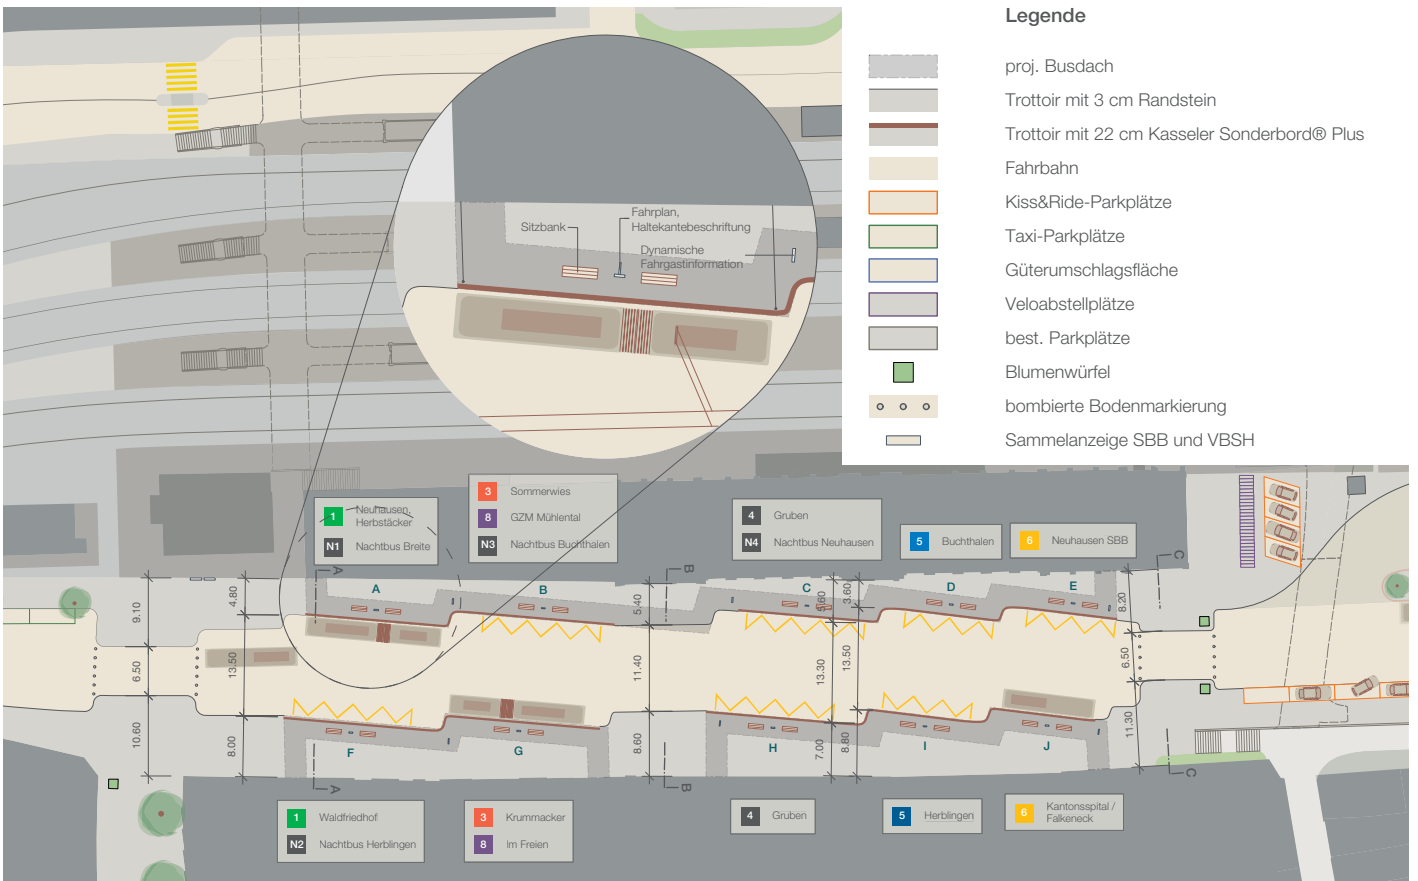 Legende
proj. Busdach
Trottoir mit 3 cm Randstein
Trottoir mit 22 cm Kasseler Sonderbord® Plus
Fahrbahn
Kiss&Ride-Parkplätze
Taxi-Parkplätze
Güterumschlagsfläche
Veloabstellplätze
best. Parkplätze
Blumenwürfel
bombierte Bodenmarkierung
Sammelanzeige SBB und VBSH
Sitzbank
Fahrplan,
Haltekantebeschriftung
Dynamische
Fahrgastinformation
1 Neuhausen,
Herbstäcker
N1 Nachtbus Breite
3 Sommerwies
8 GZM Mühlental
N3 Nachtbus Buchthalen
4 Gruben
N4 Nachtbus Neuhausen
5 Buchthalen
6 Neuhausen SBB
A
B
C
A
B
C
D
E
9.10
4.80
5.40
5.60
3.60
8.20
6.50
13.50
11.40
13.30
13.50
6.50
10.60
8.00
8.60
7.00
8.80
11.30
F
G
H
I
J
A
B
C
1 Waldfriedhof
N2 Nachtbus Herblingen
3 Krummacker
8 Im Freien
4 Gruben
5 Herblingen
6 Kantonsspital /
Falkeneck